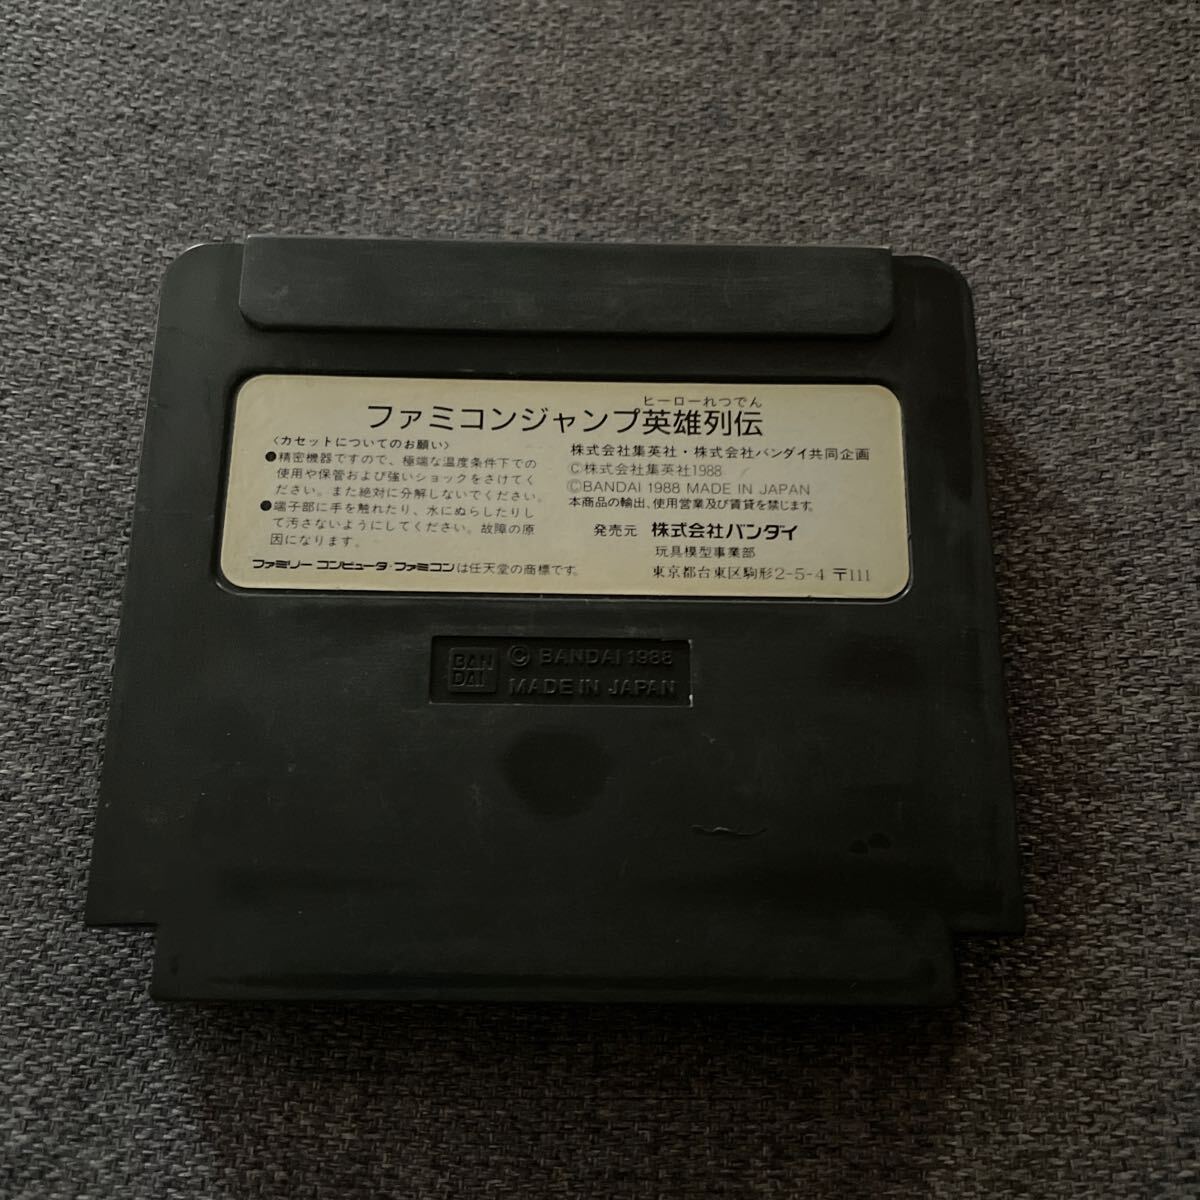 ヒーローれつでん
ファミコンジャンプ英雄列伝
〈カセットについてのお願い〉
●精密機器ですので、極端な温度条件下での
使用や保管および強いショックをさけてく
ださい。また絶対に分解しないでください。
●端子部に手を触れたり、水にぬらしたりし
て汚さないようにしてください。故障の原
因になります。
ファミリー コンピュータ・ファミコンは任天堂の商標です。
株式会社集英社・株式会社バンダイ共同企画
©株式会社集英社1988
©BANDAI 1988 MADE IN JAPAN
本商品の輸出、使用営業及び賃貸を禁じます。
発売元 株式会社バンダイ
玩具模型事業部
東京都台東区駒形2-5-4 〒111
BAN
DAI
© BANDAI 1988
MADE IN JAPAN